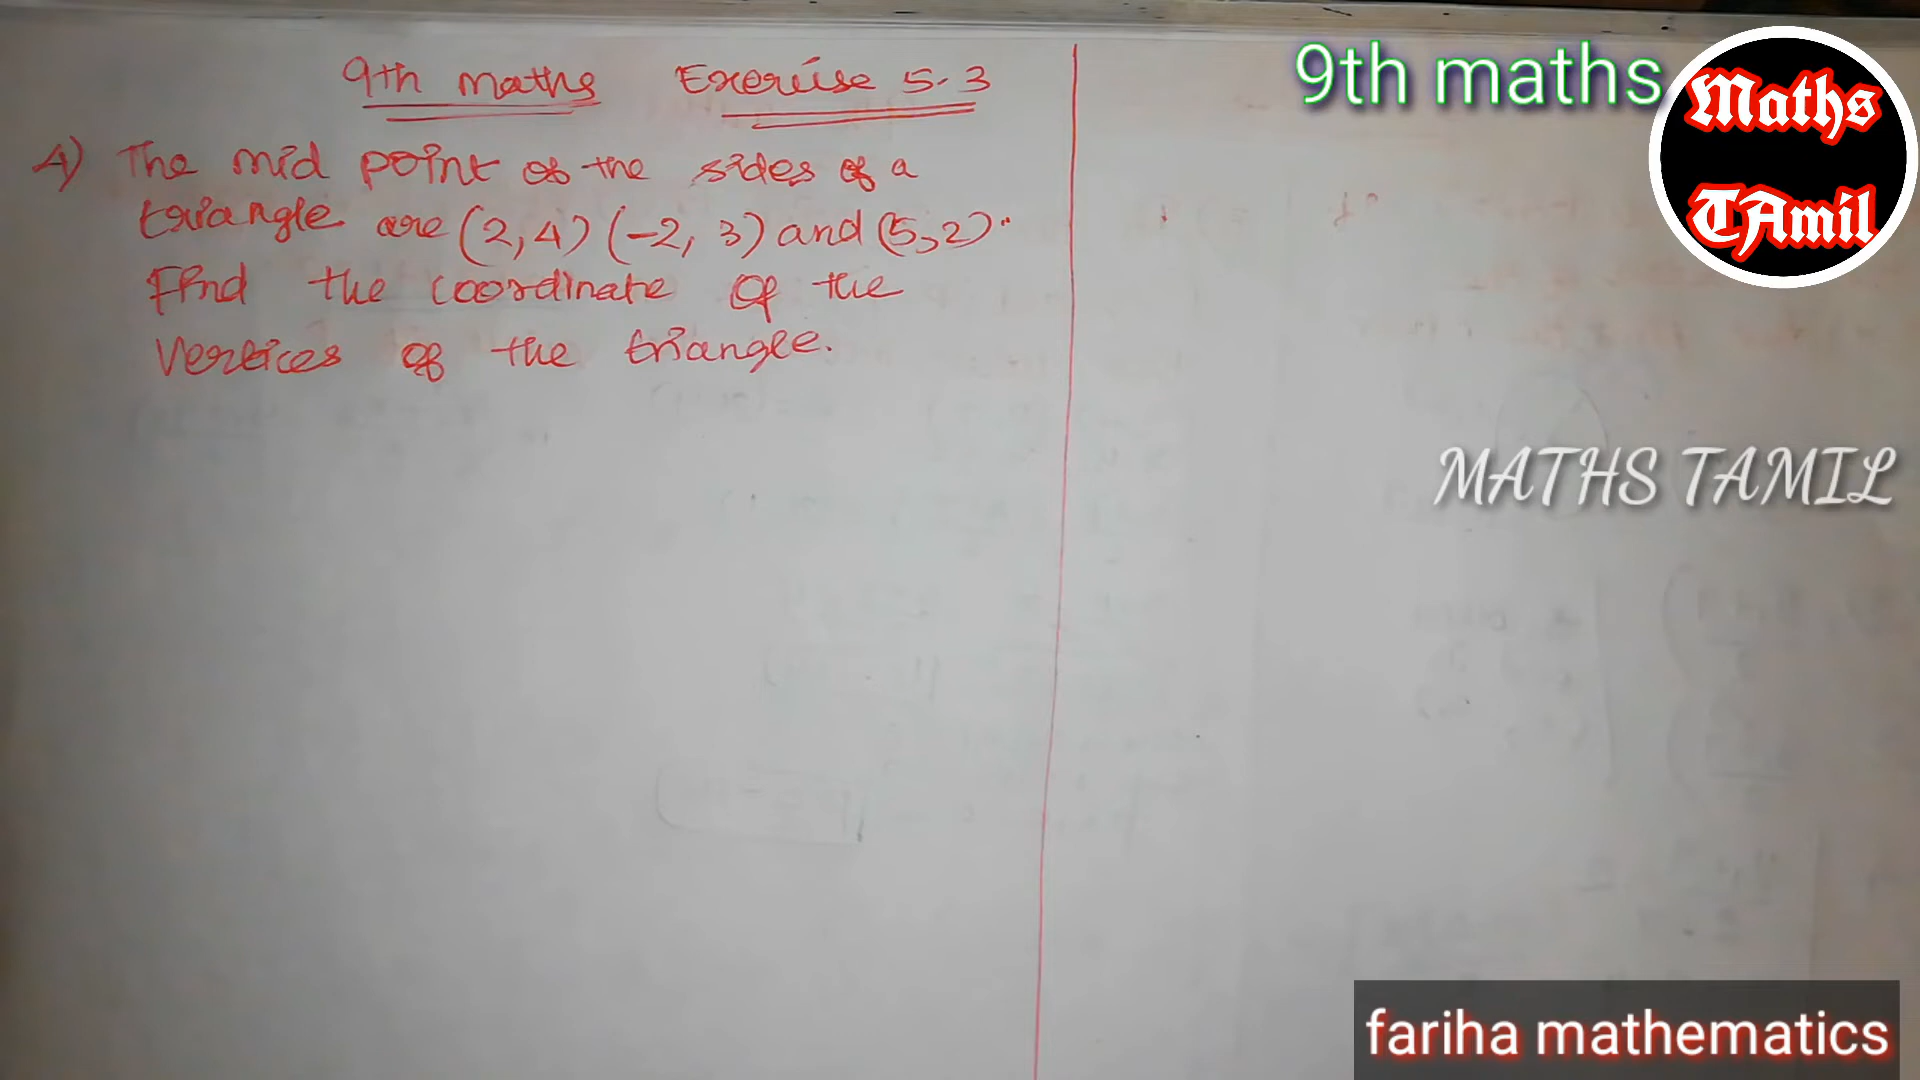 9th maths Exercise 5.3
4) The mid point of the sides of a
triangle are (2,4) (-2, 3) and (5,2).
Find the coordinate of the
vertices of the triangle.
9th maths
Maths
TAmil
MATHS TAMIL
fariha mathematics